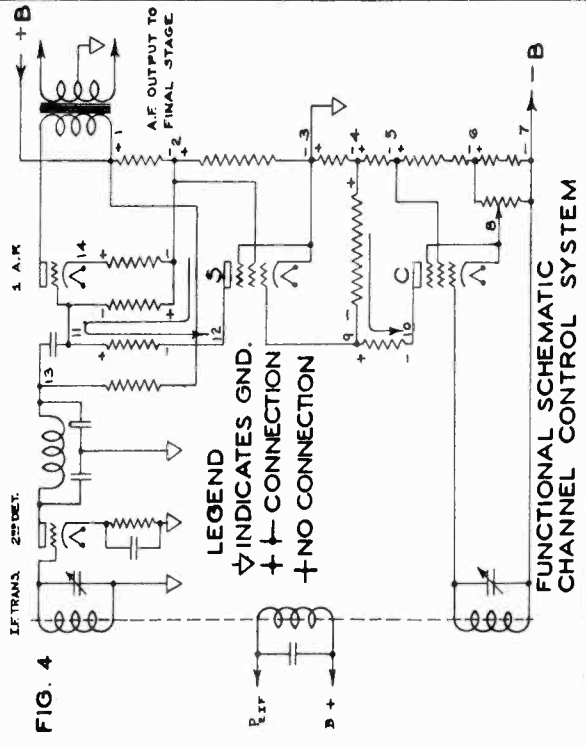 FIG. 4
I.F. TRANS.
2ND DET.
1 A.F.
+ B
A.F. OUTPUT TO
FINAL STAGE
13
14
11
12
+ 1
- 2
+
- 3
+
- 4
+
- 5
+
- 6
+
- 7
8
9
10
S
C
- B
P2IF
B +
LEGEND
INDICATES GND.
CONNECTION
NO CONNECTION
FUNCTIONAL SCHEMATIC
CHANNEL CONTROL SYSTEM